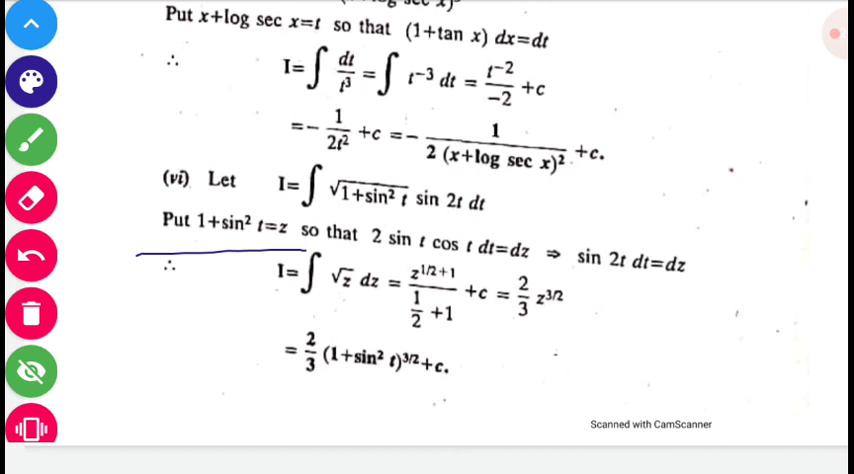 Put x+log sec x=t so that (1+tan x) dx=dt
∴ I=∫ dt/t³ =∫ t⁻³ dt = t⁻²/−2 +c
=− 1/2t² +c =− 1/2 (x+log sec x)² +c.
(vi) Let I=∫ √1+sin² t sin 2t dt
Put 1+sin² t=z so that 2 sin t cos t dt=dz ⇒ sin 2t dt=dz
∴ I=∫ √z dz = z^1/2+1 / 1/2 +1 +c = 2/3 z^3/2
= 2/3 (1+sin² t)^3/2+c.
Scanned with CamScanner